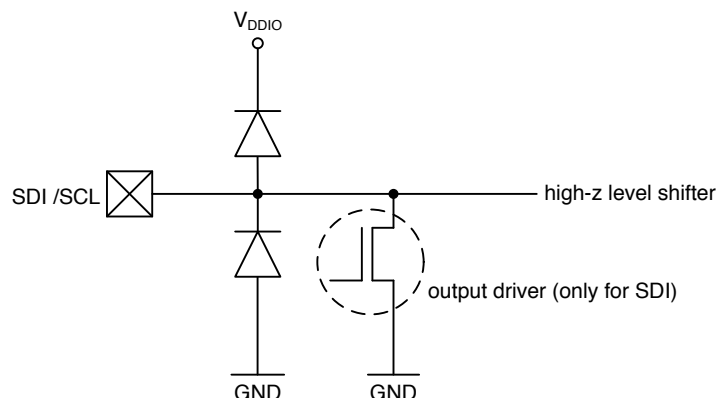 VDDIO
SDI /SCL
high-z level shifter
output driver (only for SDI)
GND
GND